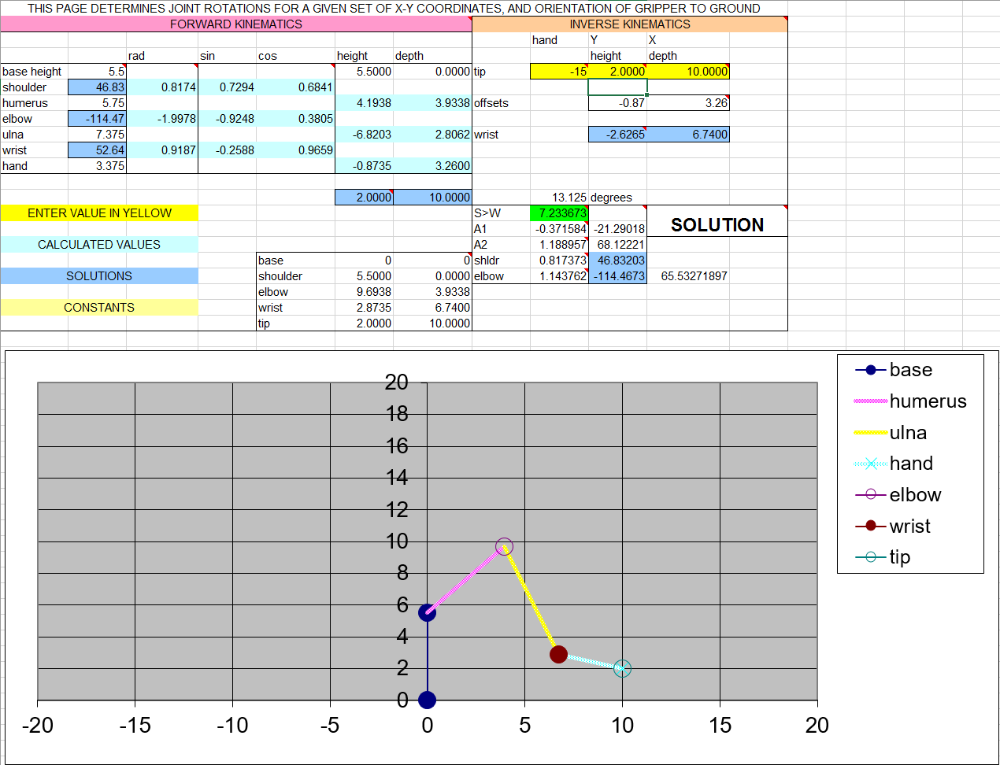 THIS PAGE DETERMINES JOINT ROTATIONS FOR A GIVEN SET OF X-Y COORDINATES, AND ORIENTATION OF GRIPPER TO GROUND
FORWARD KINEMATICS INVERSE KINEMATICS
hand Y X
rad sin cos height depth height depth
base height 5.5 5.5000 0.0000 tip -15 2.0000 10.0000
shoulder 46.83 0.8174 0.7294 0.6841
humerus 5.75 4.1938 3.9338 offsets -0.87 3.26
elbow -114.47 -1.9978 -0.9248 0.3805
ulna 7.375 -6.8203 2.8062 wrist -2.6265 6.7400
wrist 52.64 0.9187 -0.2588 0.9659
hand 3.375 -0.8735 3.2600
2.0000 10.0000 13.125 degrees
ENTER VALUE IN YELLOW S>W 7.233673
SOLUTION
A1 -0.371584 -21.29018
CALCULATED VALUES A2 1.188957 68.12221
base 0 0 shldr 0.817373 46.83203
SOLUTIONS shoulder 5.5000 0.0000 elbow 1.143762 -114.4673 65.53271897
elbow 9.6938 3.9338
CONSTANTS wrist 2.8735 6.7400
tip 2.0000 10.0000
20
18
16
14
12
10
8
6
4
2
0
-20 -15 -10 -5 0 5 10 15 20
base
humerus
ulna
hand
elbow
wrist
tip